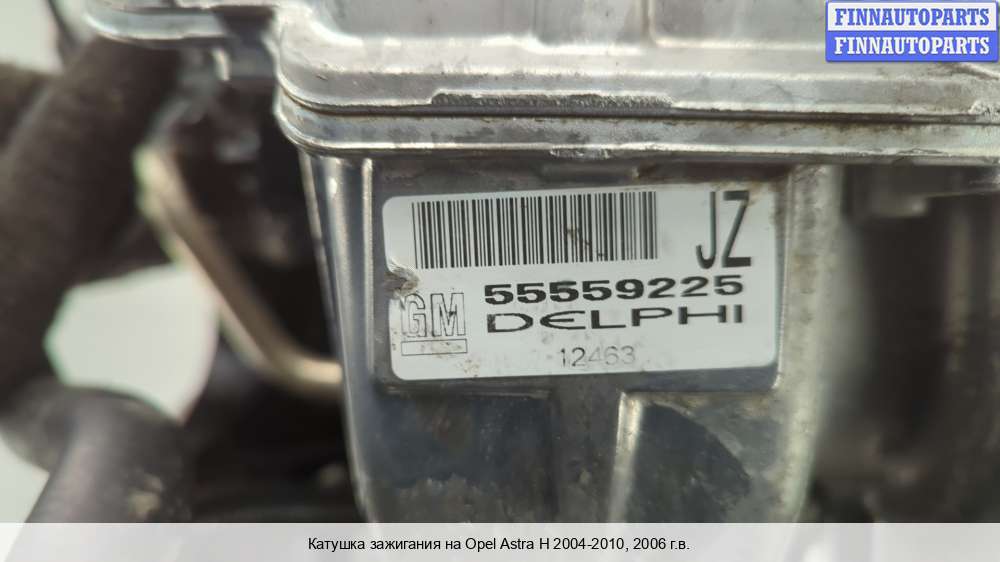 FINNAUTOPARTS
FINNAUTOPARTS
JZ
55559225
GM
DELPHI
12463
Катушка зажигания на Opel Astra H 2004-2010, 2006 г.в.